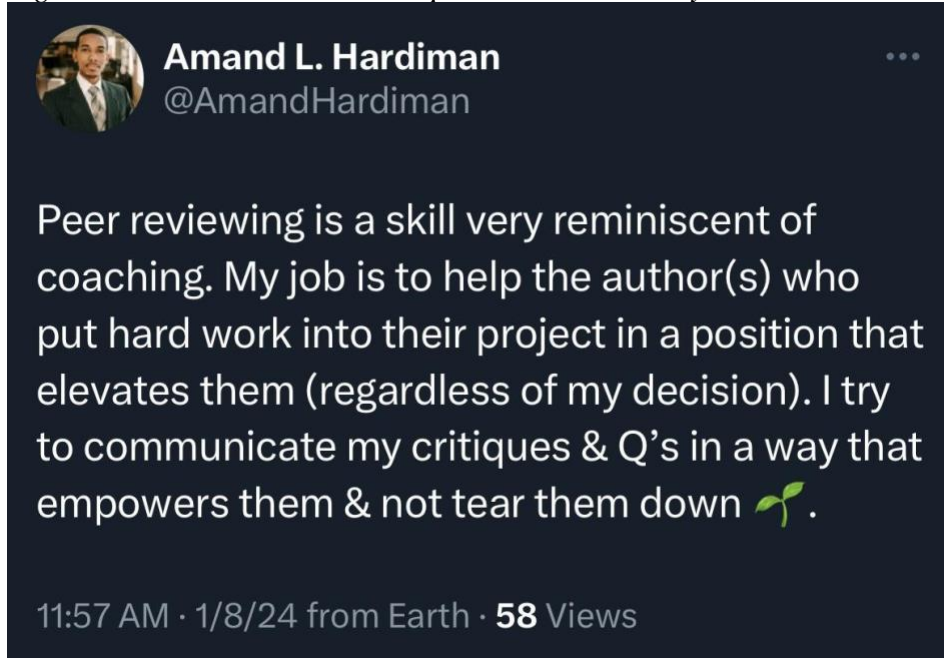 Amand L. Hardiman
@AmandHardiman
Peer reviewing is a skill very reminiscent of
coaching. My job is to help the author(s) who
put hard work into their project in a position that
elevates them (regardless of my decision). I try
to communicate my critiques & Q’s in a way that
empowers them & not tear them down 🌱.
11:57 AM · 1/8/24 from Earth · 58 Views